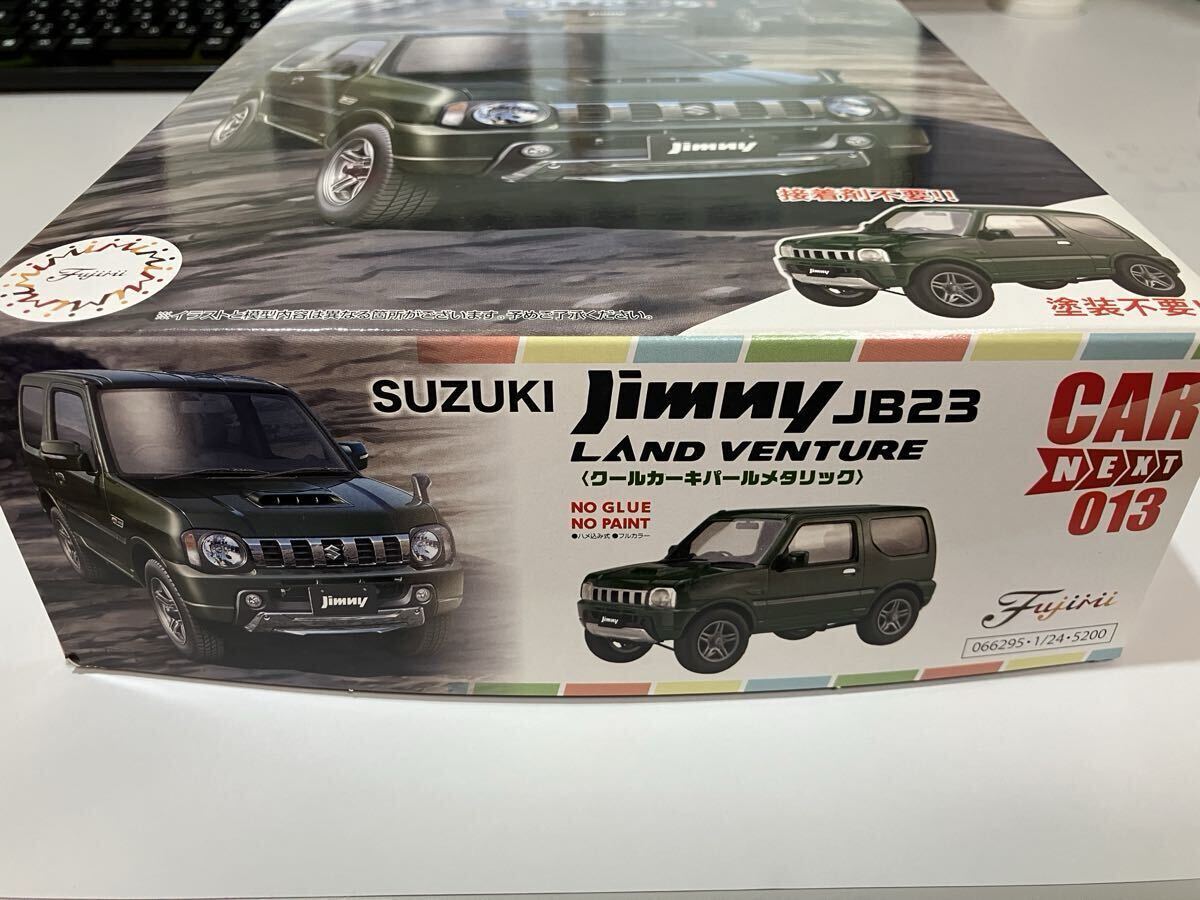 Jimny
接着剤不要!!
Fujimi
Jimny
塗装不要!
※イラストと模型内容は異なる箇所がございます。予めご了承ください。
SUZUKI Jimny JB23
LAND VENTURE
〈クールカーキパールメタリック〉
CAR
NEXT
013
NO GLUE
NO PAINT
●ハメ込み式 ●フルカラー
Jimny
Jimny
Fujimi
066295・1/24・5200